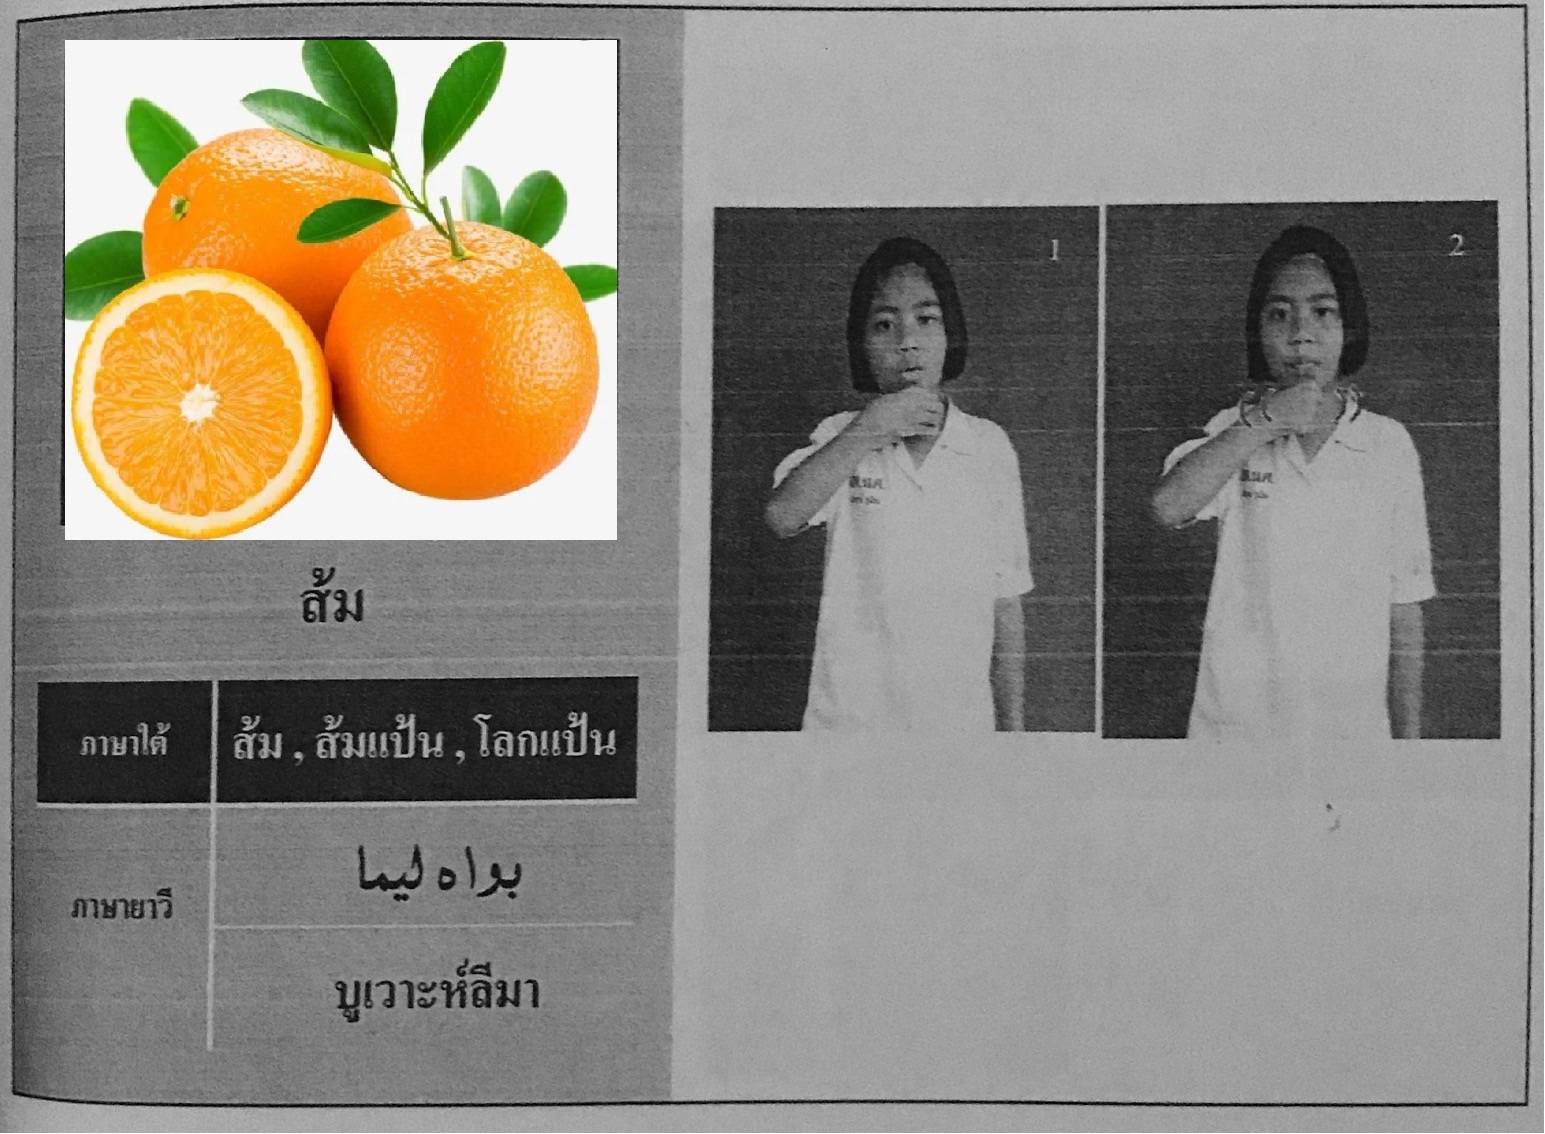 ส้ม
ภาษาใต้
ส้ม , ส้มแป้น , โลกแป้น
ภาษายาวี
بواه ليما
บูเวาะห์ลีมา
1
2